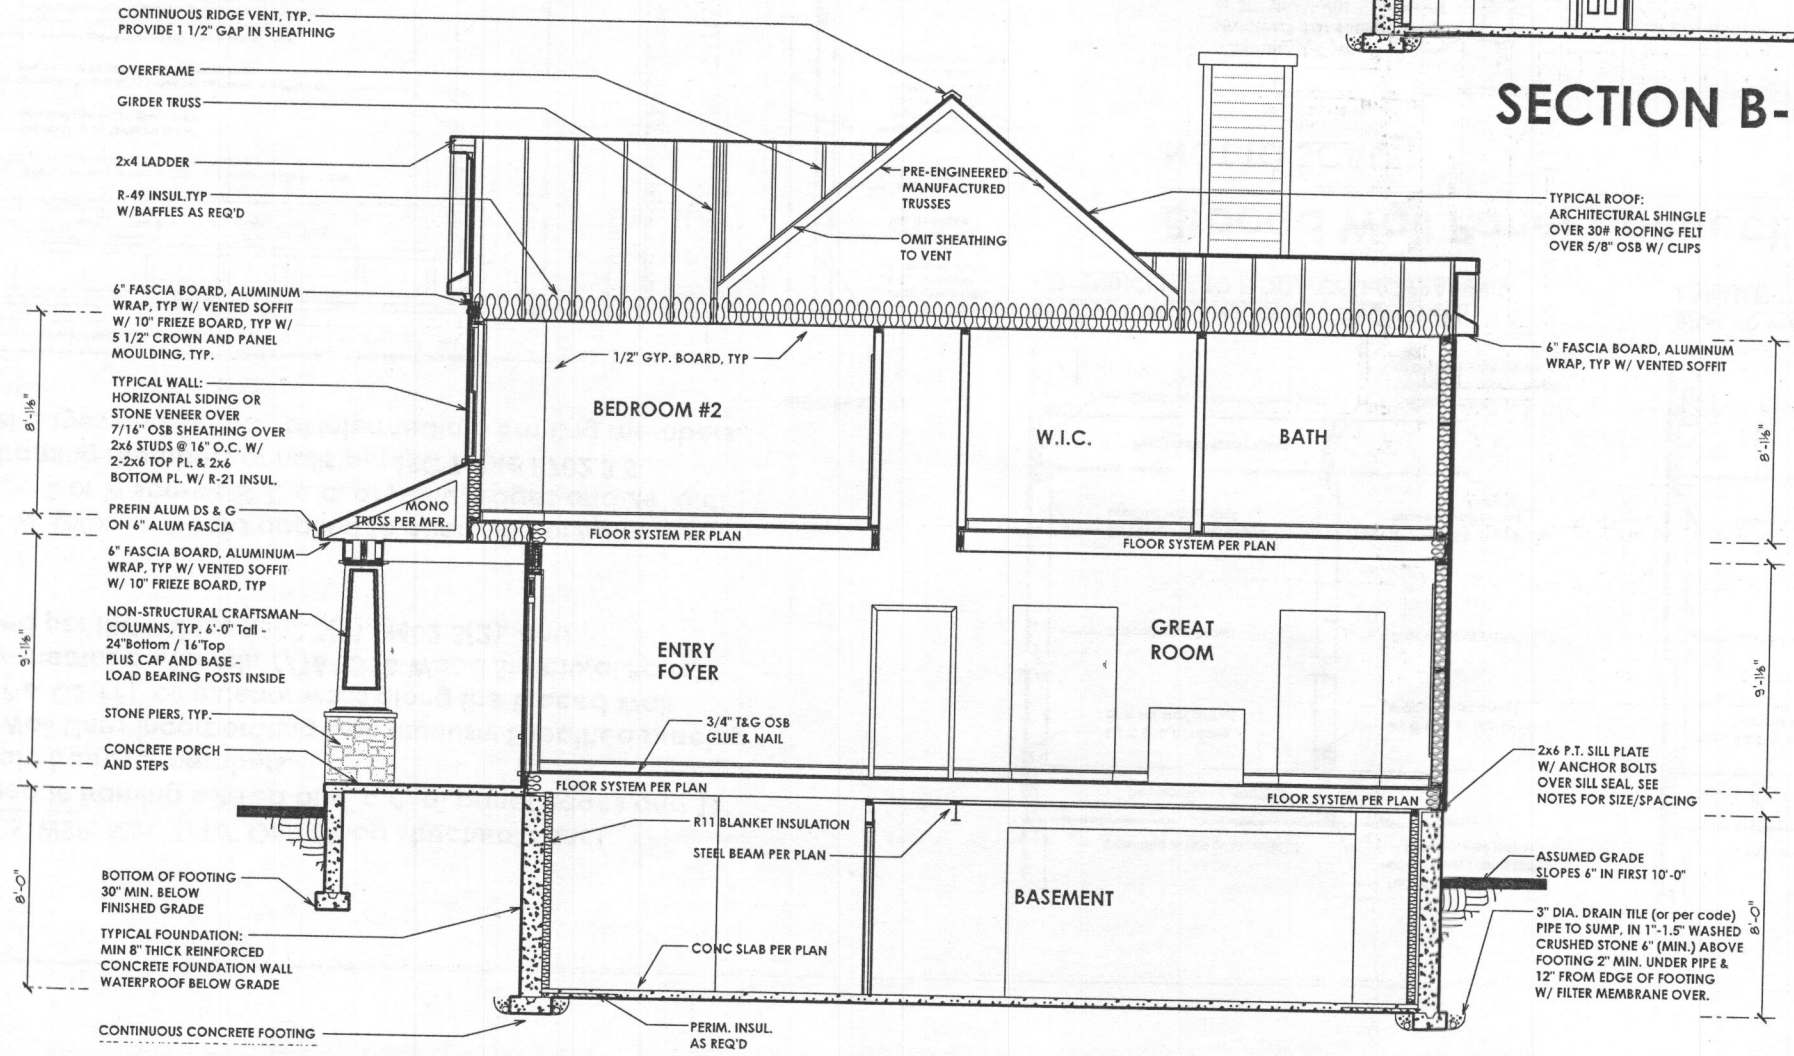 CONTINUOUS RIDGE VENT, TYP.
PROVIDE 1 1/2" GAP IN SHEATHING
OVERFRAME
GIRDER TRUSS
2x4 LADDER
R-49 INSUL.TYP
W/BAFFLES AS REQ'D
6" FASCIA BOARD, ALUMINUM
WRAP, TYP W/ VENTED SOFFIT
W/ 10" FRIEZE BOARD, TYP W/
5 1/2" CROWN AND PANEL
MOULDING, TYP.
TYPICAL WALL:
HORIZONTAL SIDING OR
STONE VENEER OVER
7/16" OSB SHEATHING OVER
2x6 STUDS @ 16" O.C. W/
2-2x6 TOP PL. & 2x6
BOTTOM PL. W/ R-21 INSUL.
PREFIN ALUM DS & G
ON 6" ALUM FASCIA
6" FASCIA BOARD, ALUMINUM
WRAP, TYP W/ VENTED SOFFIT
W/ 10" FRIEZE BOARD, TYP
NON-STRUCTURAL CRAFTSMAN
COLUMNS, TYP. 6'-0" Tall -
24"Bottom / 16"Top
PLUS CAP AND BASE -
LOAD BEARING POSTS INSIDE
STONE PIERS, TYP.
CONCRETE PORCH
AND STEPS
BOTTOM OF FOOTING
30" MIN. BELOW
FINISHED GRADE
TYPICAL FOUNDATION:
MIN 8" THICK REINFORCED
CONCRETE FOUNDATION WALL
WATERPROOF BELOW GRADE
CONTINUOUS CONCRETE FOOTING
8'-1 1/8"
9'-1 1/8"
8'-0"
PRE-ENGINEERED
MANUFACTURED
TRUSSES
OMIT SHEATHING
TO VENT
1/2" GYP. BOARD, TYP
BEDROOM #2
W.I.C.
BATH
MONO
TRUSS PER MFR.
FLOOR SYSTEM PER PLAN
FLOOR SYSTEM PER PLAN
ENTRY
FOYER
GREAT
ROOM
3/4" T&G OSB
GLUE & NAIL
FLOOR SYSTEM PER PLAN
FLOOR SYSTEM PER PLAN
R11 BLANKET INSULATION
STEEL BEAM PER PLAN
BASEMENT
CONC SLAB PER PLAN
PERIM. INSUL.
AS REQ'D
SECTION B-
TYPICAL ROOF:
ARCHITECTURAL SHINGLE
OVER 30# ROOFING FELT
OVER 5/8" OSB W/ CLIPS
6" FASCIA BOARD, ALUMINUM
WRAP, TYP W/ VENTED SOFFIT
2x6 P.T. SILL PLATE
W/ ANCHOR BOLTS
OVER SILL SEAL, SEE
NOTES FOR SIZE/SPACING
ASSUMED GRADE
SLOPES 6" IN FIRST 10'-0"
3" DIA. DRAIN TILE (or per code)
PIPE TO SUMP, IN 1"-1.5" WASHED
CRUSHED STONE 6" (MIN.) ABOVE
FOOTING 2" MIN. UNDER PIPE &
12" FROM EDGE OF FOOTING
W/ FILTER MEMBRANE OVER.
8'-1 1/8"
9'-1 1/8"
8'-0"